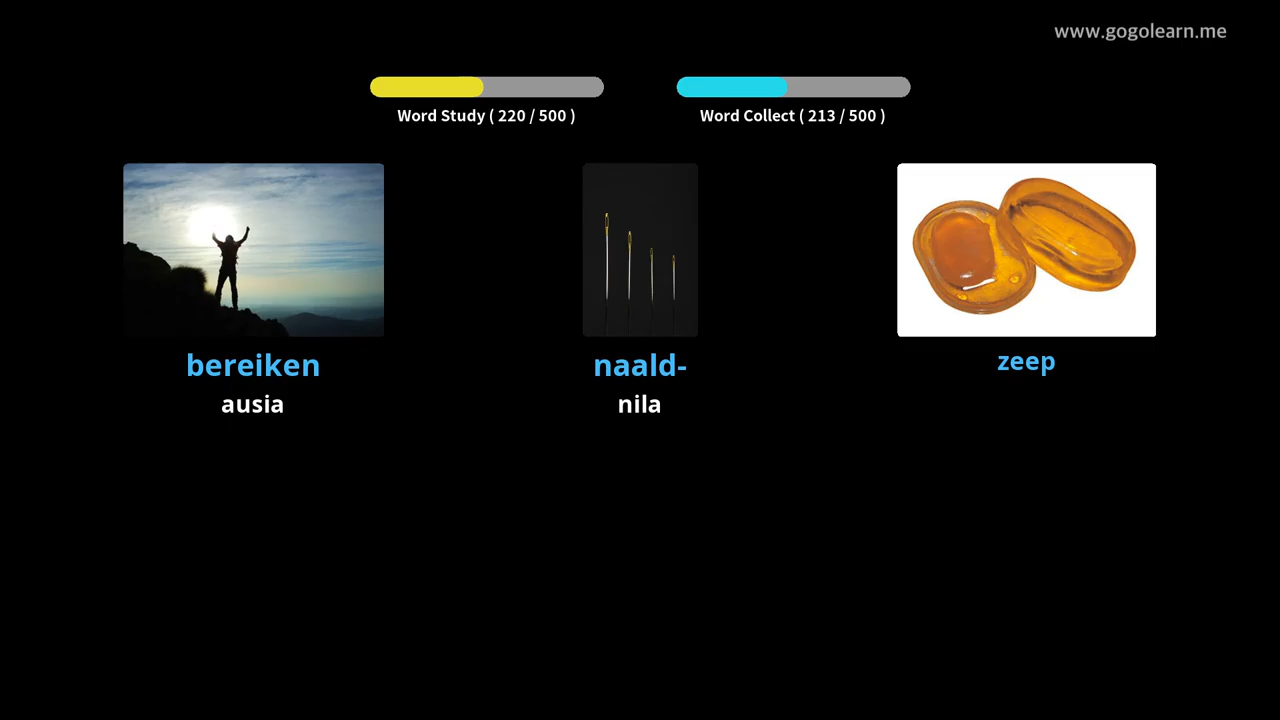 www.gogolearn.me
Word Study ( 220 / 500 )
Word Collect ( 213 / 500 )
bereiken
ausia
naald-
nila
zeep